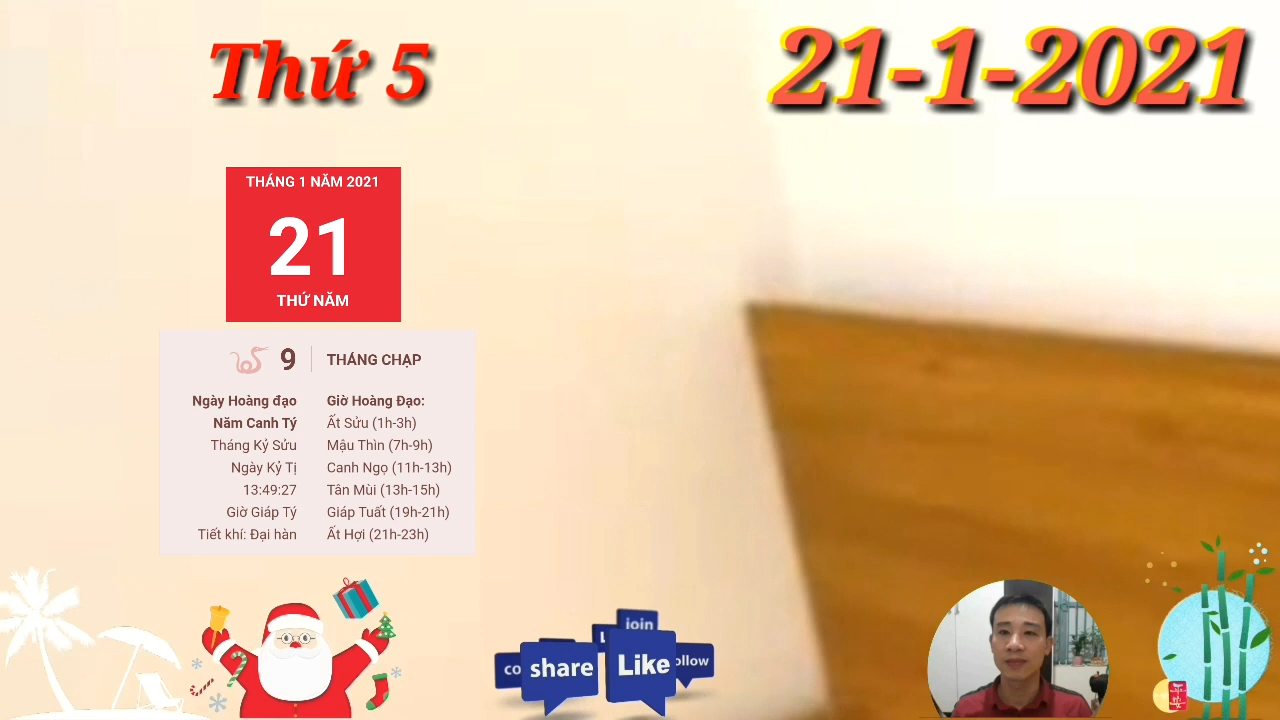 Thứ 5
21-1-2021
THÁNG 1 NĂM 2021
21
THỨ NĂM
9
THÁNG CHẠP
Ngày Hoàng đạo
Năm Canh Tý
Tháng Kỷ Sửu
Ngày Kỷ Tị
13:49:27
Giờ Giáp Tý
Tiết khí: Đại hàn
Giờ Hoàng Đạo:
Ất Sửu (1h-3h)
Mậu Thìn (7h-9h)
Canh Ngọ (11h-13h)
Tân Mùi (13h-15h)
Giáp Tuất (19h-21h)
Ất Hợi (21h-23h)
join
co
share
Like
ollow